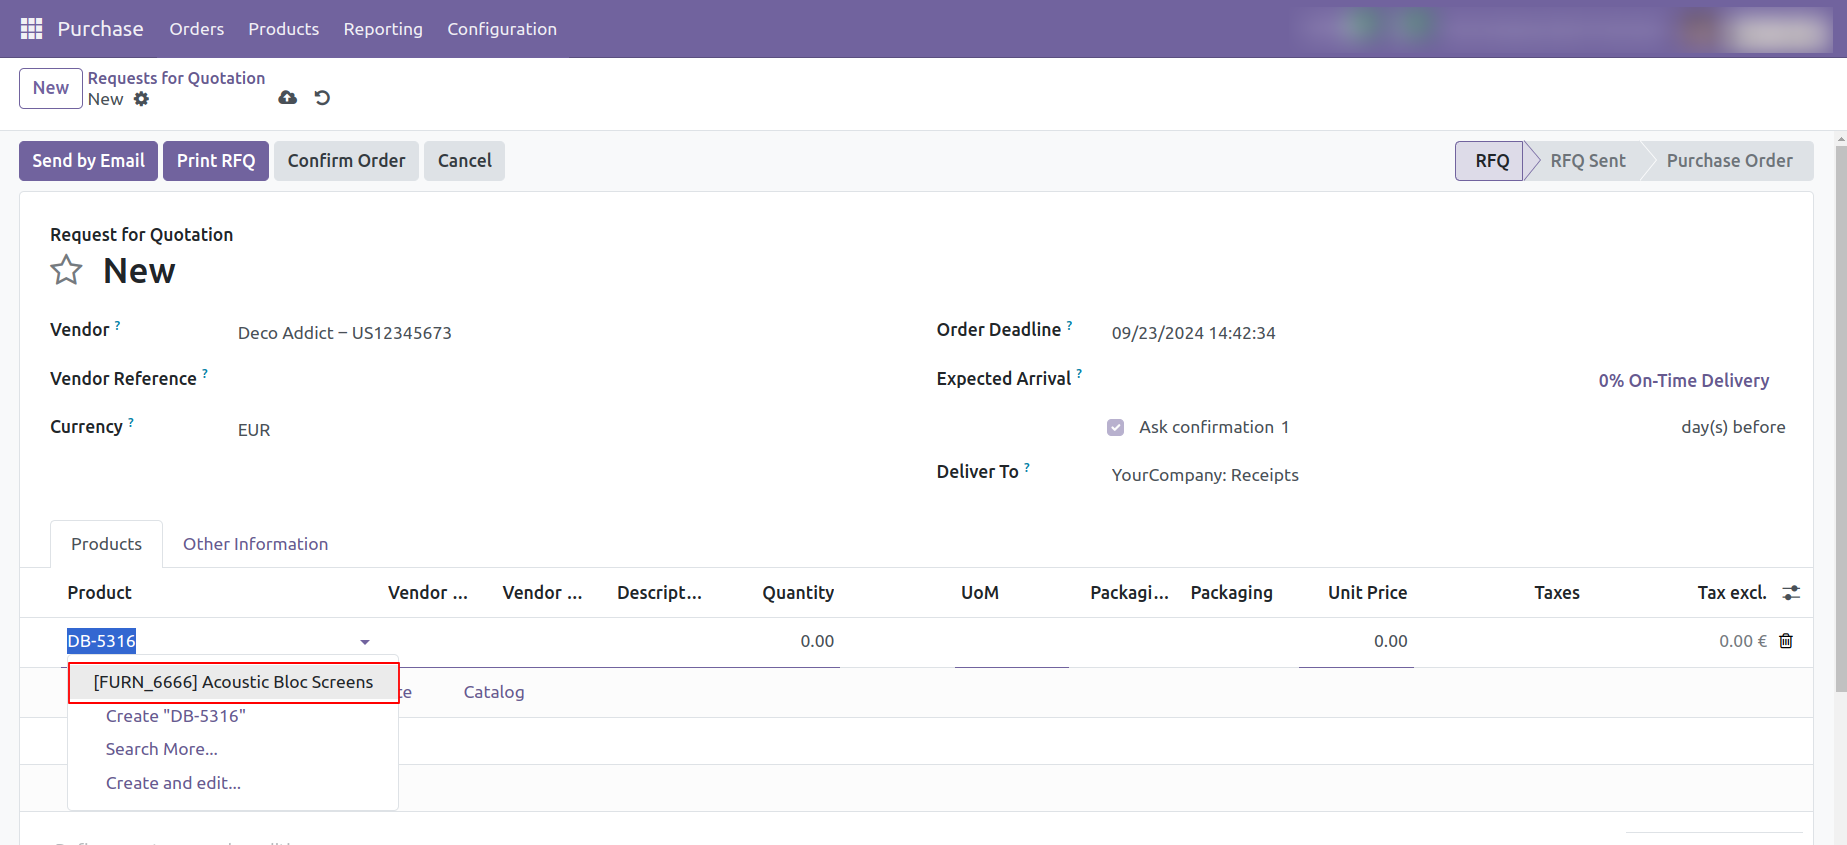 Purchase Orders Products Reporting Configuration
New Requests for Quotation
New
Send by Email Print RFQ Confirm Order Cancel RFQ RFQ Sent Purchase Order
Request for Quotation
New
Vendor ? Deco Addict – US12345673 Order Deadline ? 09/23/2024 14:42:34
Vendor Reference ? Expected Arrival ? 0% On-Time Delivery
Currency ? EUR Ask confirmation 1 day(s) before
Deliver To ? YourCompany: Receipts
Products Other Information
Product Vendor ... Vendor ... Descript... Quantity UoM Packagi... Packaging Unit Price Taxes Tax excl.
DB-5316 0.00 0.00 0.00 €
[FURN_6666] Acoustic Bloc Screens Catalog
Create "DB-5316"
Search More...
Create and edit...